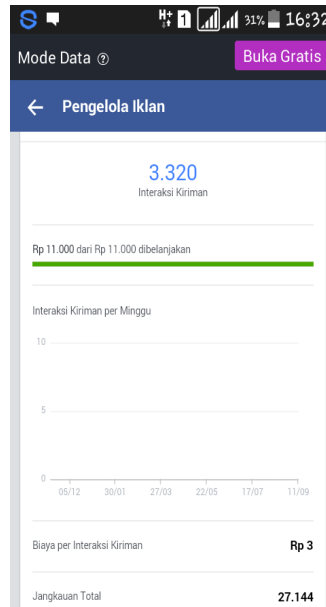 H+ 1 31% 16:32
Mode Data ? Buka Gratis
Pengelola Iklan
3.320
Interaksi Kiriman
Rp 11.000 dari Rp 11.000 dibelanjakan
Interaksi Kiriman per Minggu
10
5
0
05/12 30/01 27/03 22/05 17/07 11/09
Biaya per Interaksi Kiriman Rp 3
Jangkauan Total 27.144